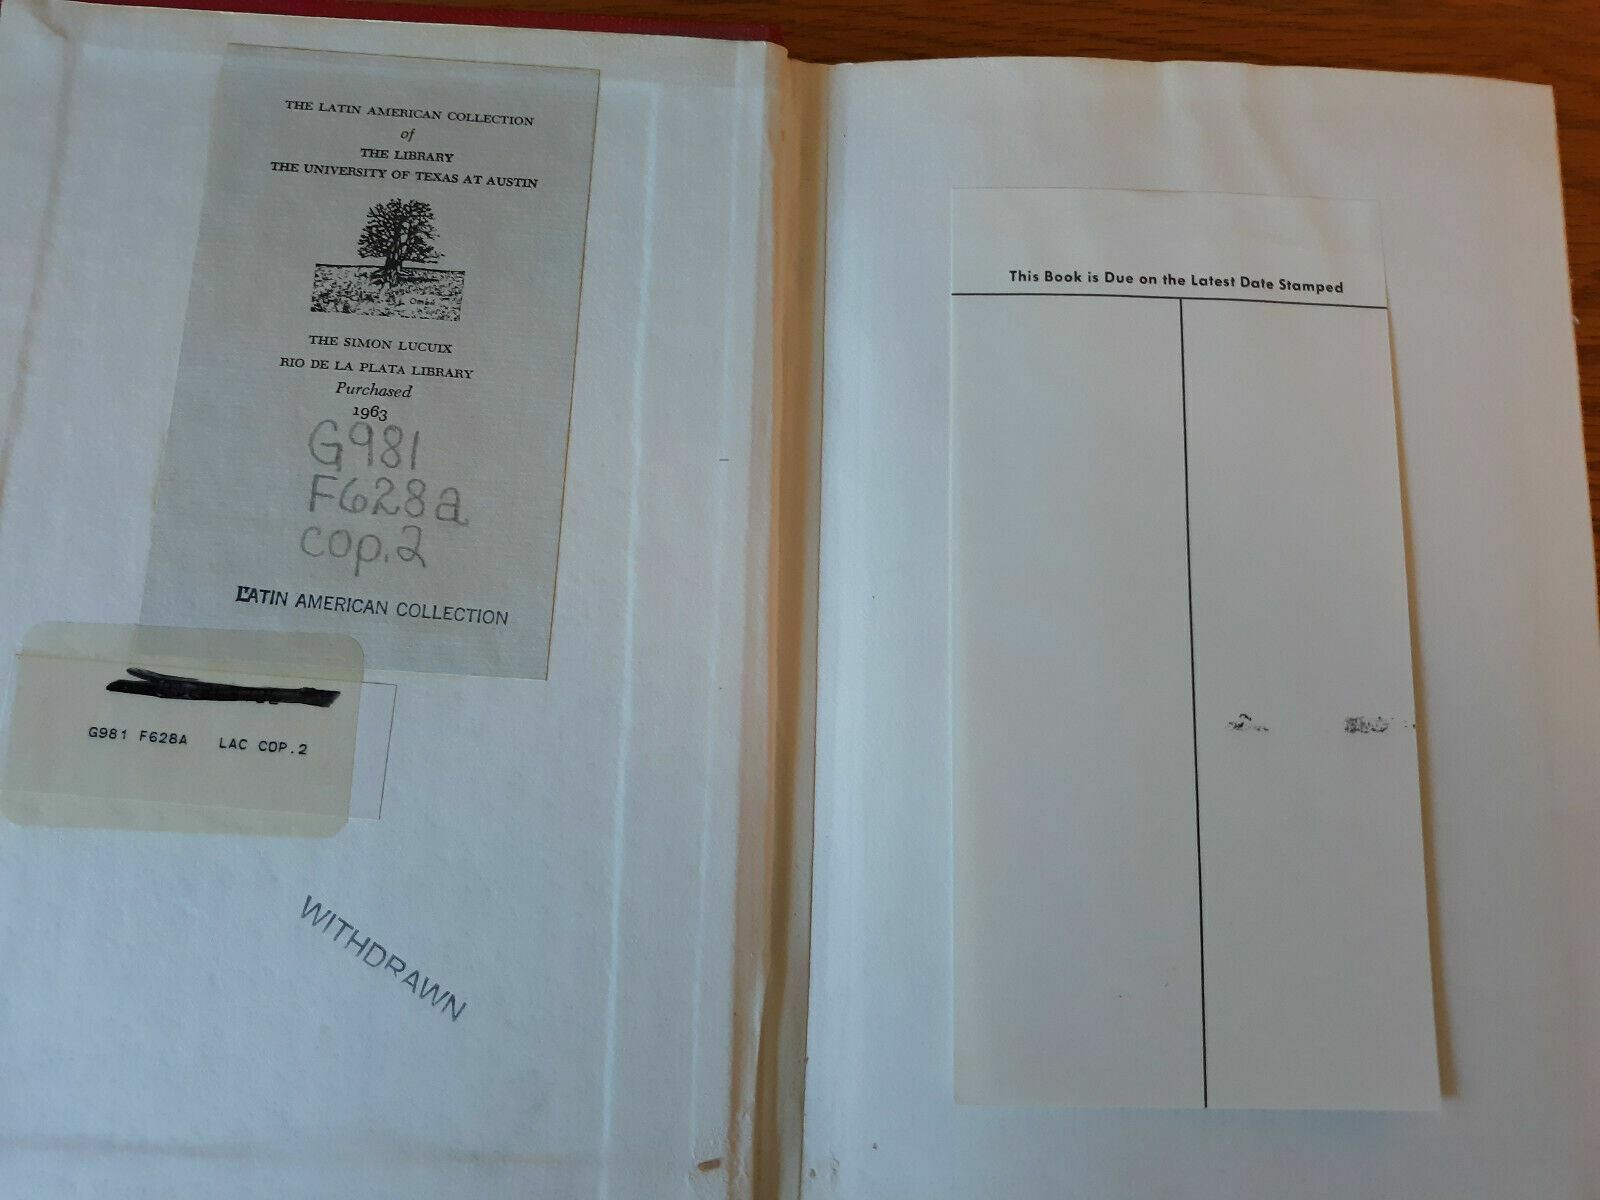 THE LATIN AMERICAN COLLECTION
of
THE LIBRARY
THE UNIVERSITY OF TEXAS AT AUSTIN
THE SIMON LUCUIX
RIO DE LA PLATA LIBRARY
Purchased
1963
G981
F628a
cop.2
LATIN AMERICAN COLLECTION
G981 F628A LAC COP.2
WITHDRAWN
This Book is Due on the Latest Date Stamped